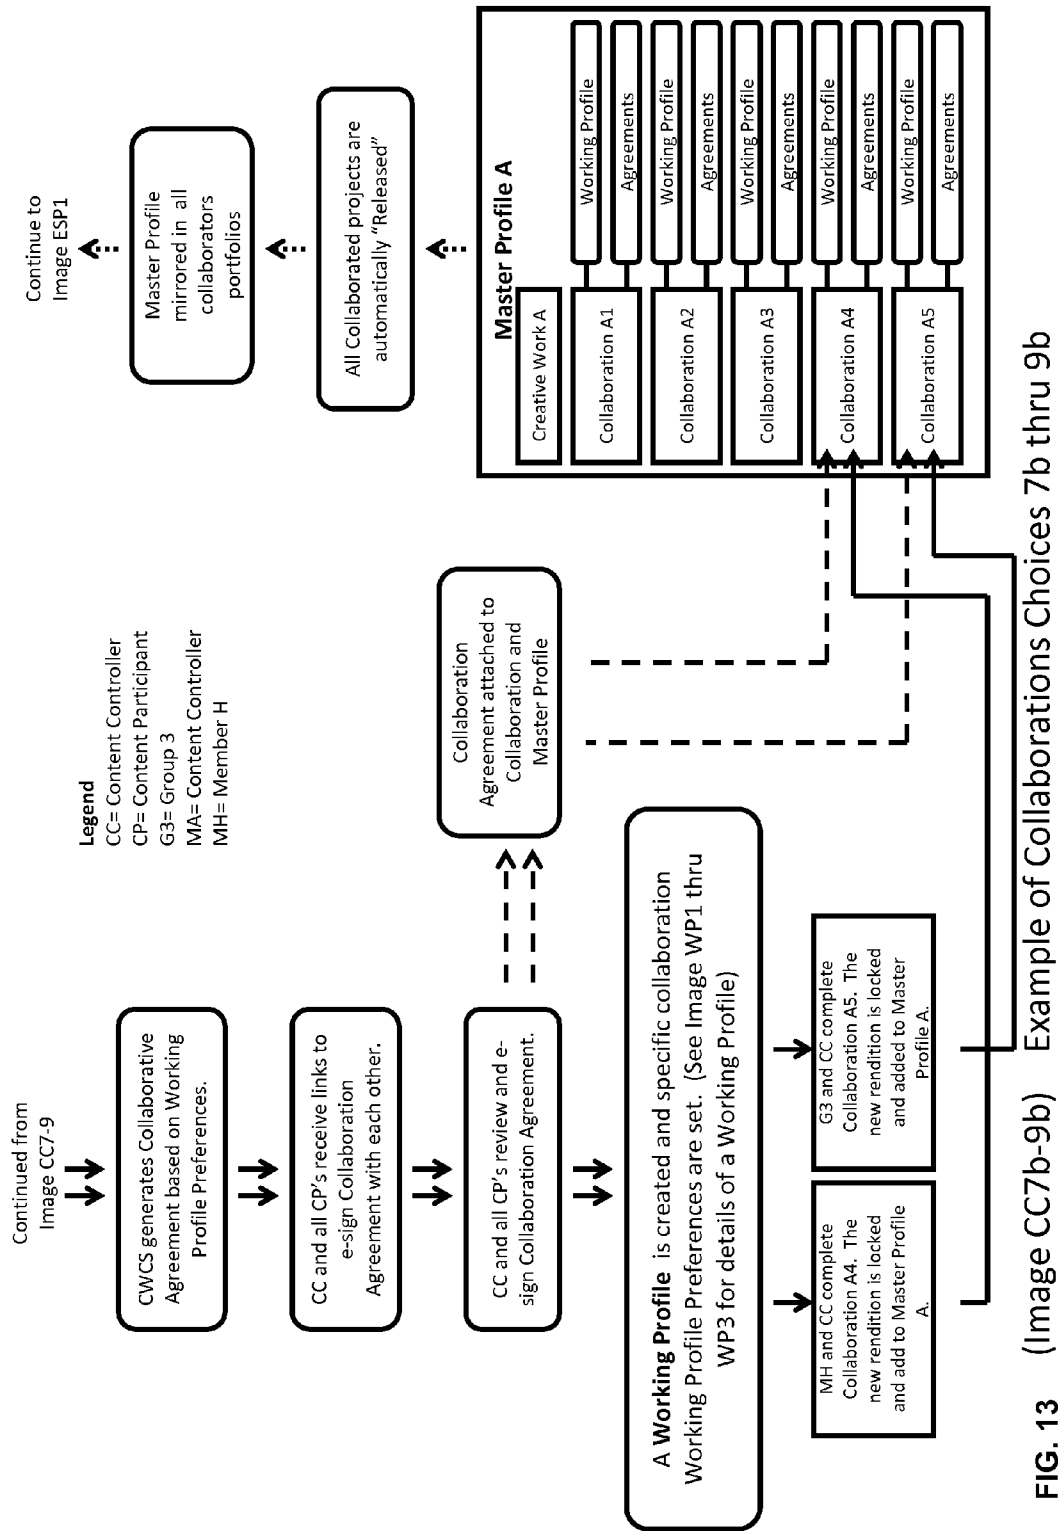 Continued from
Image CC7-9
CWCS generates Collaborative
Agreement based on Working
Profile Preferences.
CC and all CP's receive links to
e-sign Collaboration
Agreement with each other.
CC and all CP's review and e-
sign Collaboration Agreement.
A Working Profile is created and specific collaboration
Working Profile Preferences are set. (See Image WP1 thru
WP3 for details of a Working Profile)
MH and CC complete
Collaboration A4. The
new rendition is locked
and add to Master Profile
A.
G3 and CC complete
Collaboration A5. The
new rendition is locked
and added to Master
Profile A.
Legend
CC= Content Controller
CP= Content Participant
G3= Group 3
MA= Content Controller
MH= Member H
Collaboration
Agreement attached to
Collaboration and
Master Profile
Continue to
Image ESP1
Master Profile
mirrored in all
collaborators
portfolios
All Collaborated projects are
automatically “Released”
Master Profile A
Creative Work A
Collaboration A1
Working Profile
Agreements
Collaboration A2
Working Profile
Agreements
Collaboration A3
Working Profile
Agreements
Collaboration A4
Working Profile
Agreements
Collaboration A5
Working Profile
Agreements
FIG. 13 (Image CC7b-9b) Example of Collaborations Choices 7b thru 9b